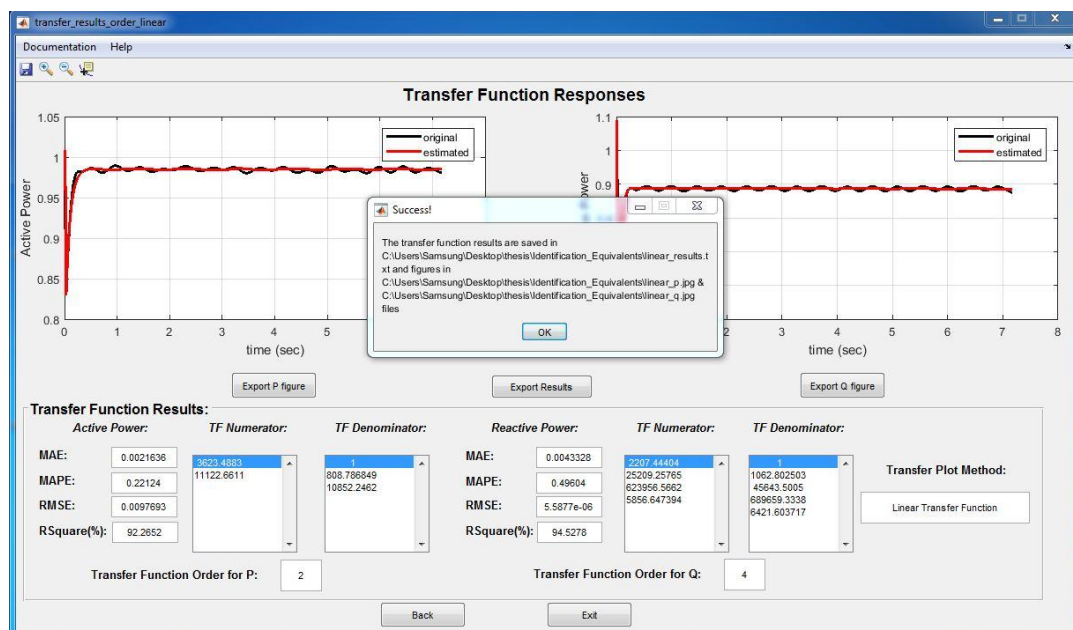 transfer_results_order_linear
Documentation Help
Transfer Function Responses
1.05
1
0.95
0.9
0.85
0.8
Active Power
original
estimated
0 1 2 3 4 5
time (sec)
1.1
0.9
original
estimated
2 3 4 5 6 7 8
time (sec)
Success!
The transfer function results are saved in
C:\Users\Samsung\Desktop\thesis\Identification_Equivalents\linear_results.t
xt and figures in
C:\Users\Samsung\Desktop\thesis\Identification_Equivalents\linear_p.jpg &
C:\Users\Samsung\Desktop\thesis\Identification_Equivalents\linear_q.jpg
files
OK
Export P figure
Export Results
Export Q figure
Transfer Function Results:
Active Power: TF Numerator: TF Denominator:
MAE: 0.0021636
MAPE: 0.22124
RMSE: 0.0097693
RSquare(%): 92.2652
3623.4883
11122.6611
1
808.786849
10852.2462
Transfer Function Order for P: 2
Reactive Power: TF Numerator: TF Denominator:
MAE: 0.0043328
MAPE: 0.49604
RMSE: 5.5877e-06
RSquare(%): 94.5278
2207.44404
25209.25765
623956.5662
5856.647394
1
1062.802503
45643.5005
689659.3338
6421.603717
Transfer Function Order for Q: 4
Transfer Plot Method:
Linear Transfer Function
Back
Exit